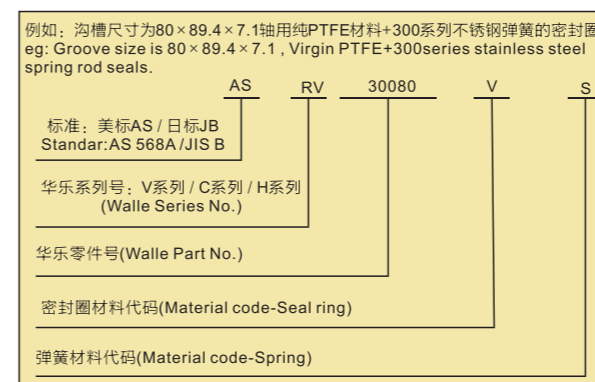 例如：沟槽尺寸为80×89.4×7.1轴用纯PTFE材料+300系列不锈钢弹簧的密封圈
eg: Groove size is 80×89.4×7.1 , Virgin PTFE+300series stainless steel
spring rod seals.
AS RV 30080 V S
标准：美标AS / 日标JB
Standar:AS 568A /JIS B
华乐系列号：V系列 / C系列 / H系列
(Walle Series No.)
华乐零件号(Walle Part No.)
密封圈材料代码(Material code-Seal ring)
弹簧材料代码(Material code-Spring)